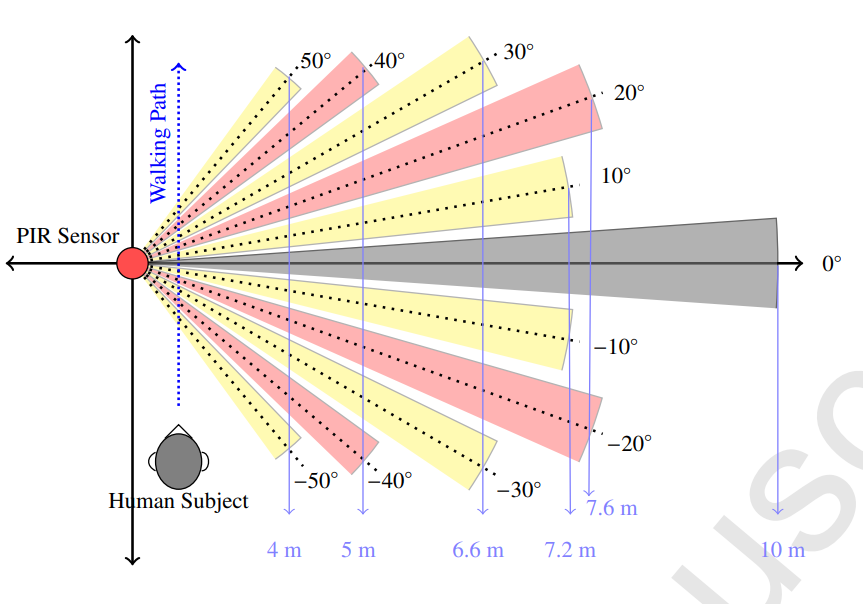 50°
40°
30°
20°
10°
Walking Path
PIR Sensor
0°
−10°
−20°
−30°
−40°
−50°
Human Subject
7.6 m
4 m
5 m
6.6 m
7.2 m
10 m